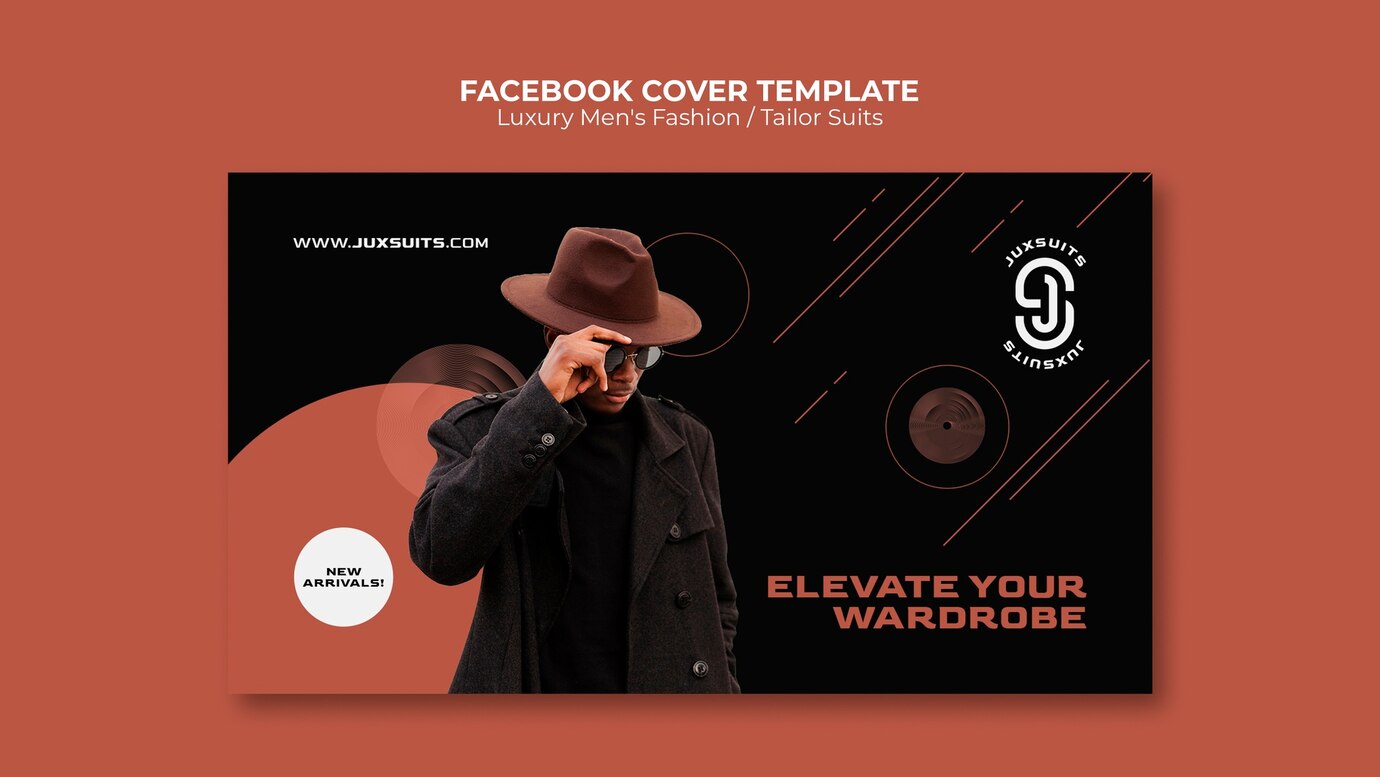 FACEBOOK COVER TEMPLATE
Luxury Men's Fashion / Tailor Suits
WWW.JUXSUITS.COM
JUXSUITS
JUXSUITS
NEW
ARRIVALS!
ELEVATE YOUR
WARDROBE